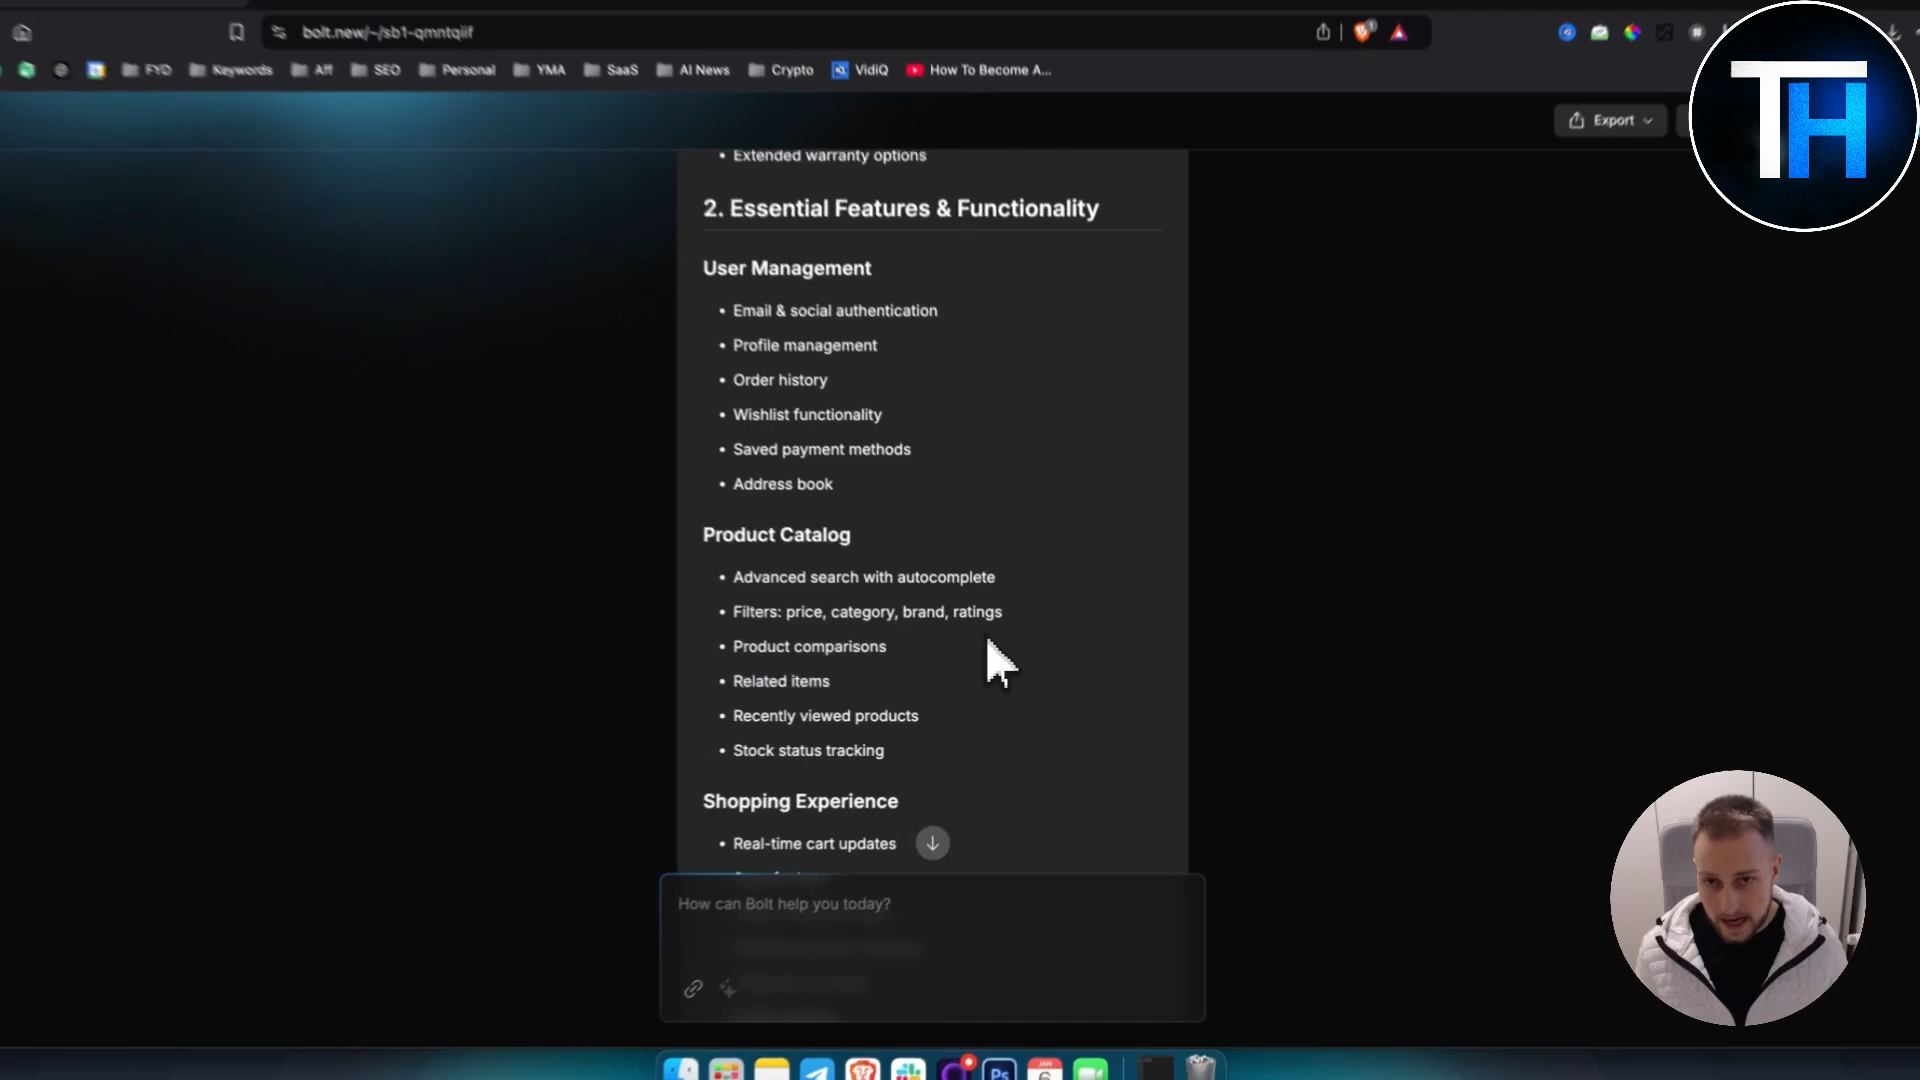 bolt.new/~/sb1-qmntqiif
FYD
Keywords
Aff
SEO
Personal
YMA
SaaS
AI News
Crypto
VidiQ
How To Become A...
Export
TH
• Extended warranty options
2. Essential Features & Functionality
User Management
• Email & social authentication
• Profile management
• Order history
• Wishlist functionality
• Saved payment methods
• Address book
Product Catalog
• Advanced search with autocomplete
• Filters: price, category, brand, ratings
• Product comparisons
• Related items
• Recently viewed products
• Stock status tracking
Shopping Experience
• Real-time cart updates
How can Bolt help you today?
JAN
6
Ps